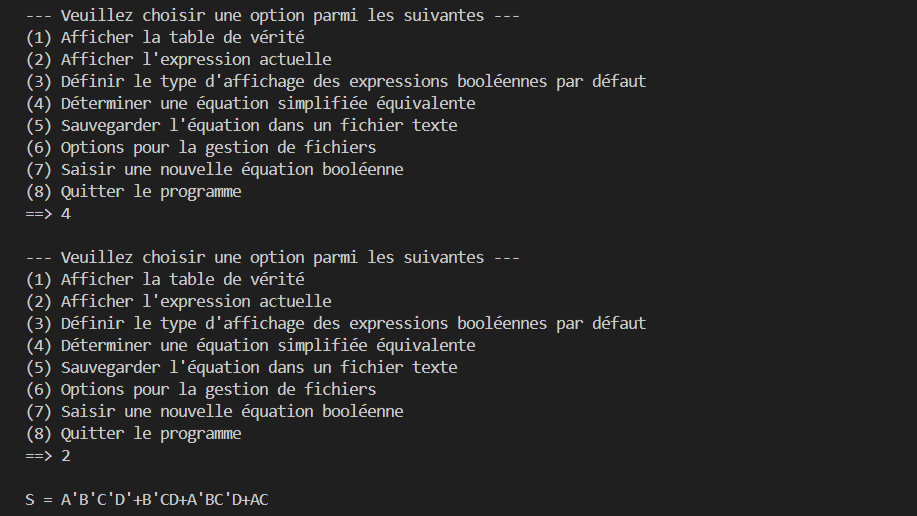 --- Veuillez choisir une option parmi les suivantes ---
(1) Afficher la table de vérité
(2) Afficher l'expression actuelle
(3) Définir le type d'affichage des expressions booléennes par défaut
(4) Déterminer une équation simplifiée équivalente
(5) Sauvegarder l'équation dans un fichier texte
(6) Options pour la gestion de fichiers
(7) Saisir une nouvelle équation booléenne
(8) Quitter le programme
==> 4
--- Veuillez choisir une option parmi les suivantes ---
(1) Afficher la table de vérité
(2) Afficher l'expression actuelle
(3) Définir le type d'affichage des expressions booléennes par défaut
(4) Déterminer une équation simplifiée équivalente
(5) Sauvegarder l'équation dans un fichier texte
(6) Options pour la gestion de fichiers
(7) Saisir une nouvelle équation booléenne
(8) Quitter le programme
==> 2
S = A'B'C'D'+B'CD+A'BC'D+AC